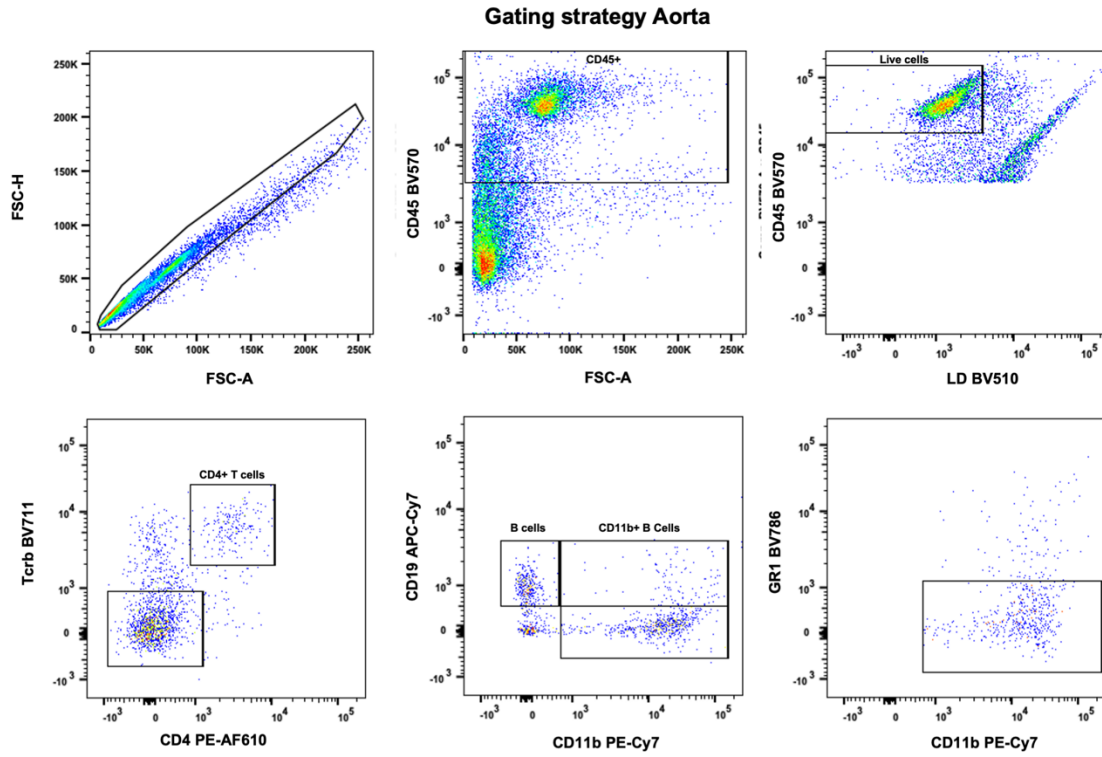 Gating strategy Aorta
250K
200K
150K
100K
50K
0
FSC-H
0 50K 100K 150K 200K 250K
FSC-A
CD45+
10^5
10^4
10^3
0
-10^3
CD45 BV570
0 50K 100K 150K 200K 250K
FSC-A
Live cells
10^5
10^4
10^3
0
-10^3
CD45 BV570
-10^3 0 10^3 10^4 10^5
LD BV510
CD4+ T cells
10^5
10^4
10^3
0
-10^3
Tcrb BV711
-10^3 0 10^3 10^4 10^5
CD4 PE-AF610
B cells CD11b+ B Cells
10^5
10^4
10^3
0
-10^3
CD19 APC-Cy7
-10^3 0 10^3 10^4 10^5
CD11b PE-Cy7
10^5
10^4
10^3
0
-10^3
GR1 BV786
-10^3 0 10^3 10^4 10^5
CD11b PE-Cy7